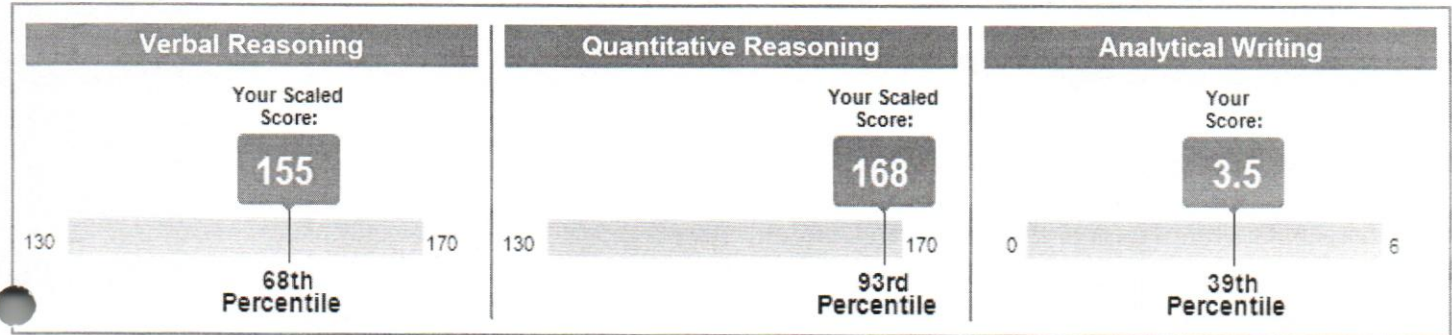 Verbal Reasoning
Your Scaled
Score:
155
130
170
68th
Percentile
Quantitative Reasoning
Your Scaled
Score:
168
130
170
93rd
Percentile
Analytical Writing
Your
Score:
3.5
0
6
39th
Percentile